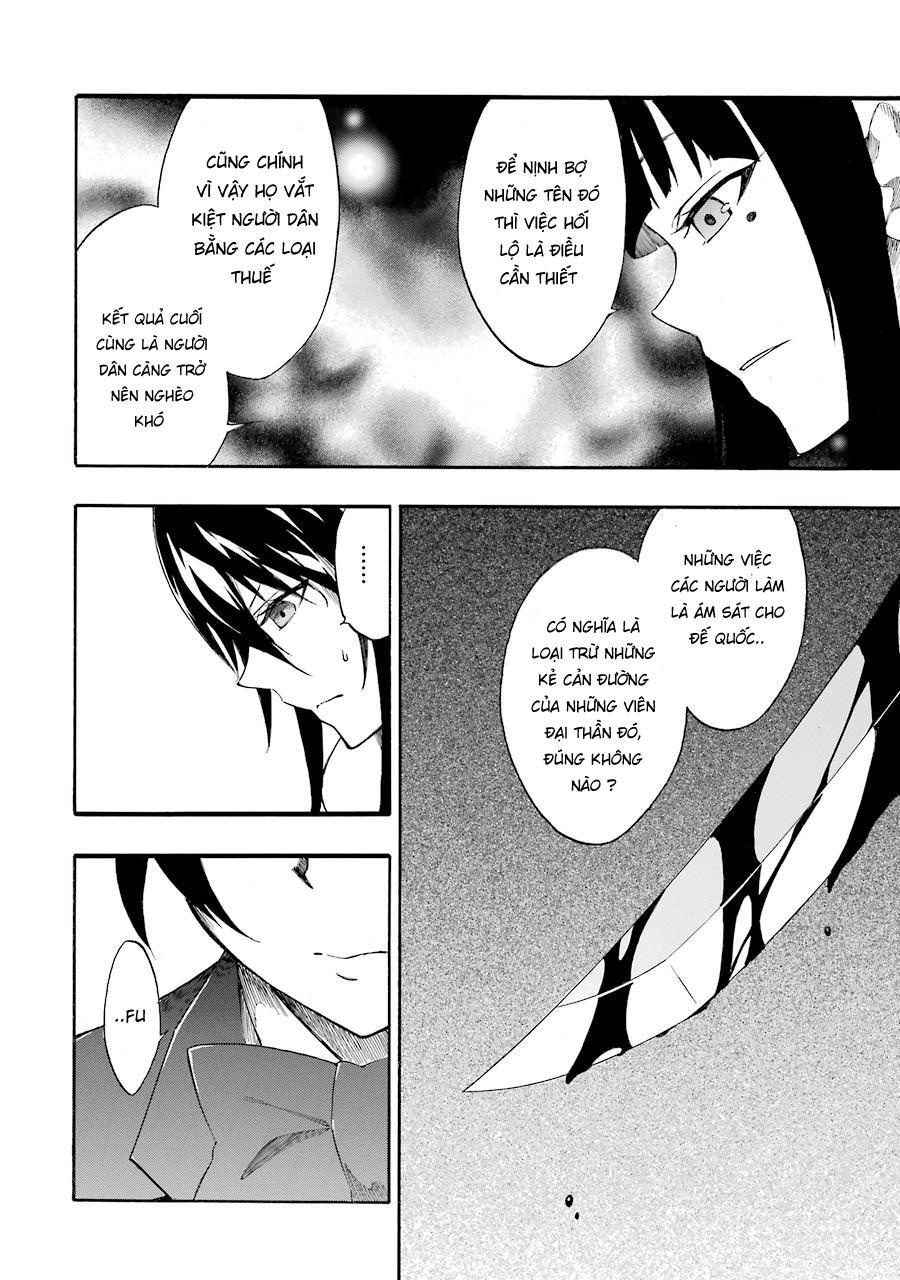 ĐỂ NỊNH BỢ
NHỮNG TÊN ĐÓ
THÌ VIỆC HỐI
LỘ LÀ ĐIỀU
CẦN THIẾT
CŨNG CHÍNH
VÌ VẬY HỌ VẮT
KIỆT NGƯỜI DÂN
BẰNG CÁC LOẠI
THUẾ
KẾT QUẢ CUỐI
CÙNG LÀ NGƯỜI
DÂN CÀNG TRỞ
NÊN NGHÈO
KHÓ
NHỮNG VIỆC
CÁC NGƯỜI LÀM
LÀ ÁM SÁT CHO
ĐẾ QUỐC..
CÓ NGHĨA LÀ
LOẠI TRỪ NHỮNG
KẺ CẢN ĐƯỜNG
CỦA NHỮNG VIÊN
ĐẠI THẦN ĐÓ,
ĐÚNG KHÔNG
NÀO ?
......
..FU